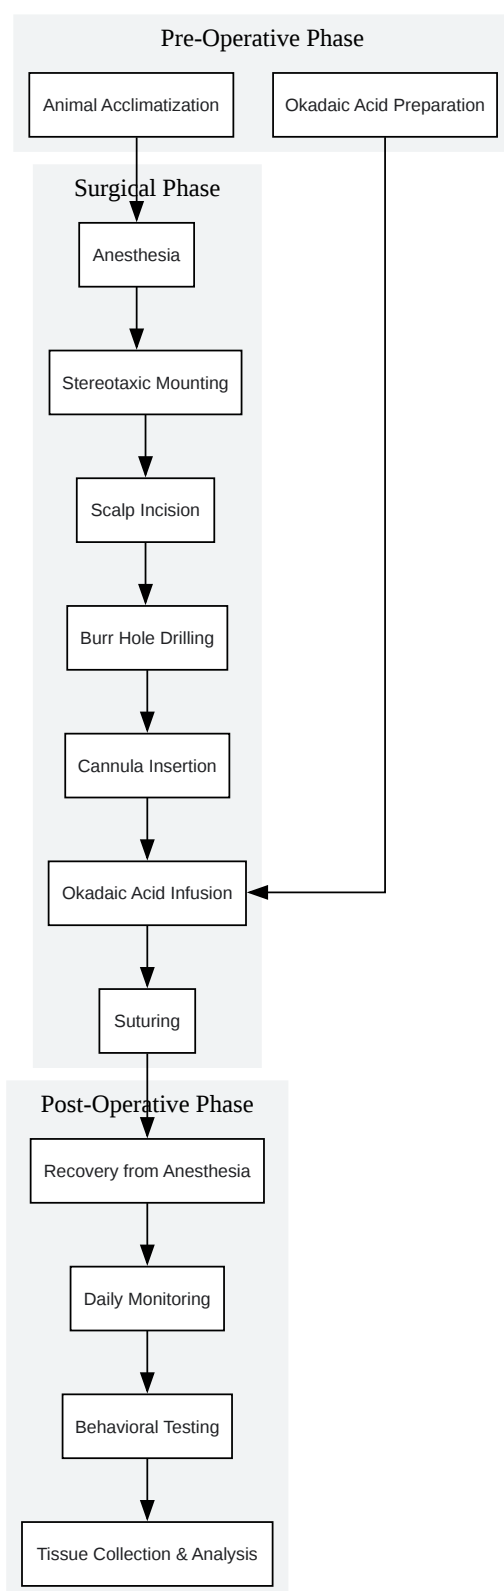 Pre-Operative Phase
Animal Acclimatization
Okadaic Acid Preparation
Surgical Phase
Anesthesia
Stereotaxic Mounting
Scalp Incision
Burr Hole Drilling
Cannula Insertion
Okadaic Acid Infusion
Suturing
Post-Operative Phase
Recovery from Anesthesia
Daily Monitoring
Behavioral Testing
Tissue Collection & Analysis